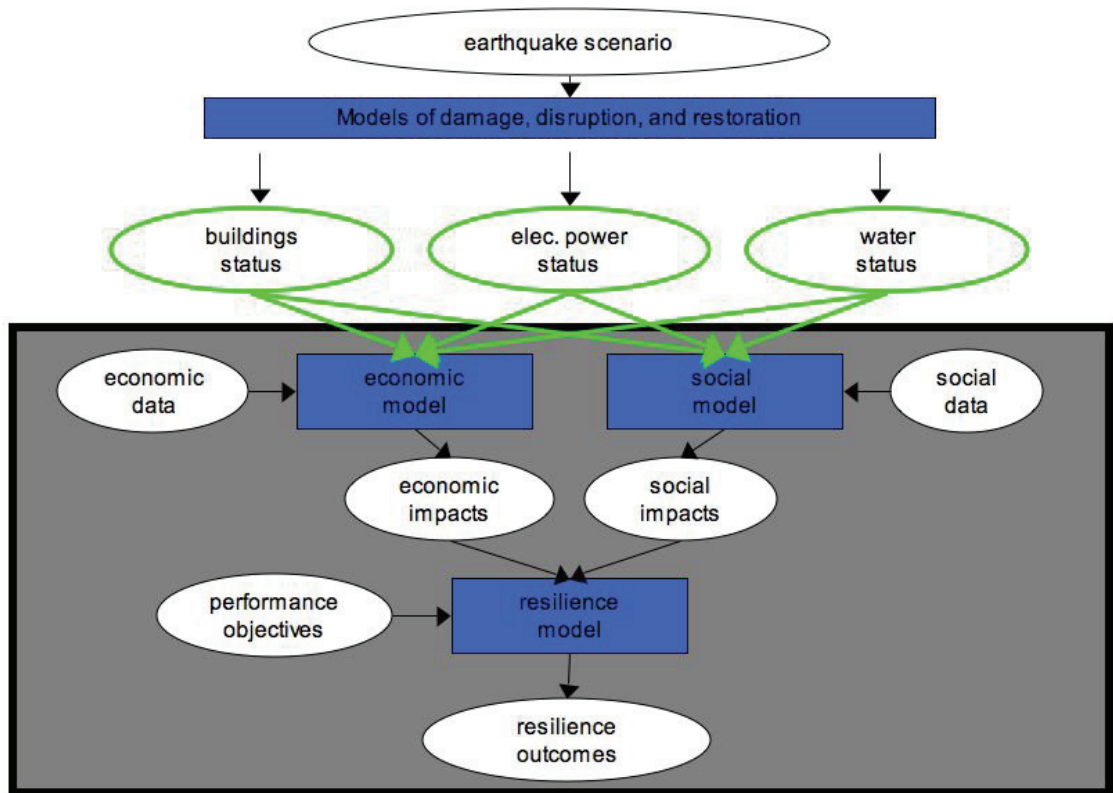 earthquake scenario
Models of damage, disruption, and restoration
buildings
status
elec. power
status
water
status
economic
data
economic
model
social
model
social
data
economic
impacts
social
impacts
performance
objectives
resilience
model
resilience
outcomes